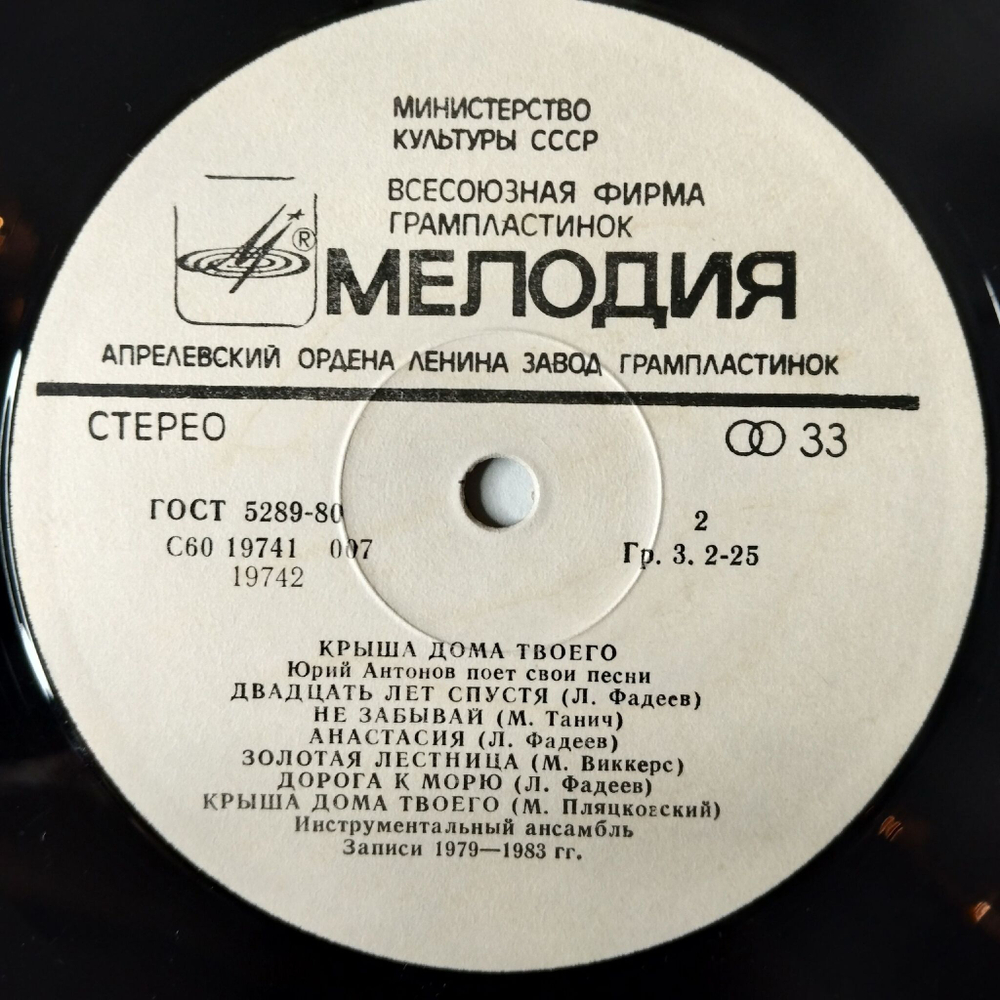 МИНИСТЕРСТВО
КУЛЬТУРЫ СССР
ВСЕСОЮЗНАЯ ФИРМА
ГРАМПЛАСТИНОК
®
МЕЛОДИЯ
АПРЕЛЕВСКИЙ ОРДЕНА ЛЕНИНА ЗАВОД ГРАМПЛАСТИНОК
СТЕРЕО 33
ГОСТ 5289-80
С60 19741 007
19742
2
Гр. 3. 2-25
КРЫША ДОМА ТВОЕГО
Юрий Антонов поет свои песни
ДВАДЦАТЬ ЛЕТ СПУСТЯ (Л. Фадеев)
НЕ ЗАБЫВАЙ (М. Танич)
АНАСТАСИЯ (Л. Фадеев)
ЗОЛОТАЯ ЛЕСТНИЦА (М. Виккерс)
ДОРОГА К МОРЮ (Л. Фадеев)
КРЫША ДОМА ТВОЕГО (М. Пляцковский)
Инструментальный ансамбль
Записи 1979—1983 гг.